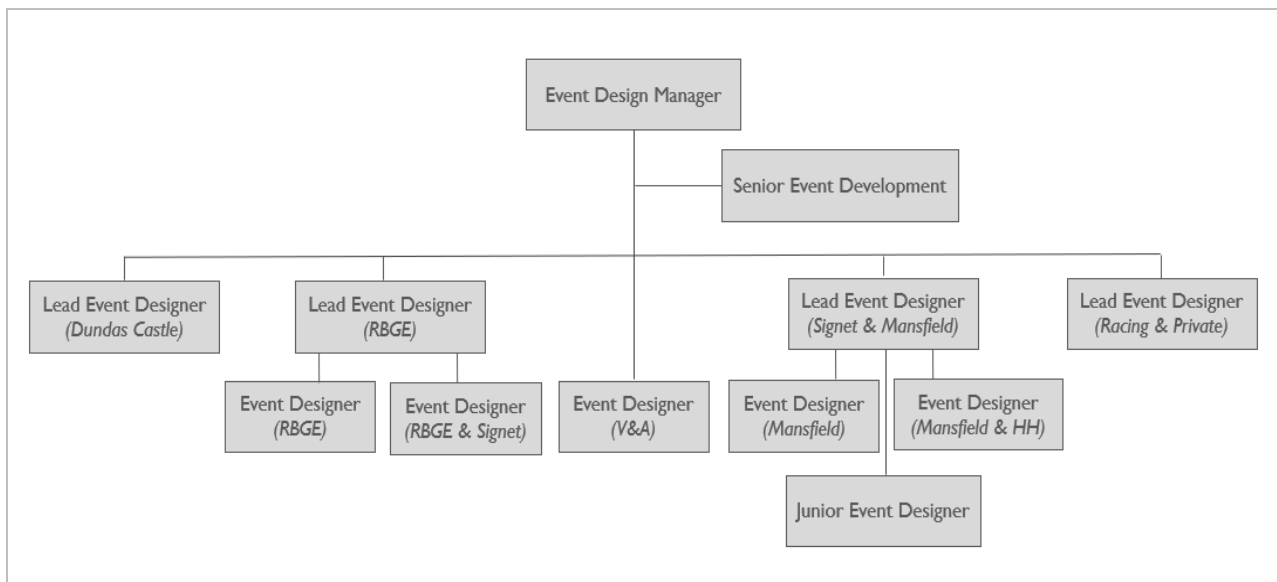 Event Design Manager
Senior Event Development
Lead Event Designer
(Dundas Castle)
Lead Event Designer
(RBGE)
Lead Event Designer
(Signet & Mansfield)
Lead Event Designer
(Racing & Private)
Event Designer
(RBGE)
Event Designer
(RBGE & Signet)
Event Designer
(V&A)
Event Designer
(Mansfield)
Event Designer
(Mansfield & HH)
Junior Event Designer